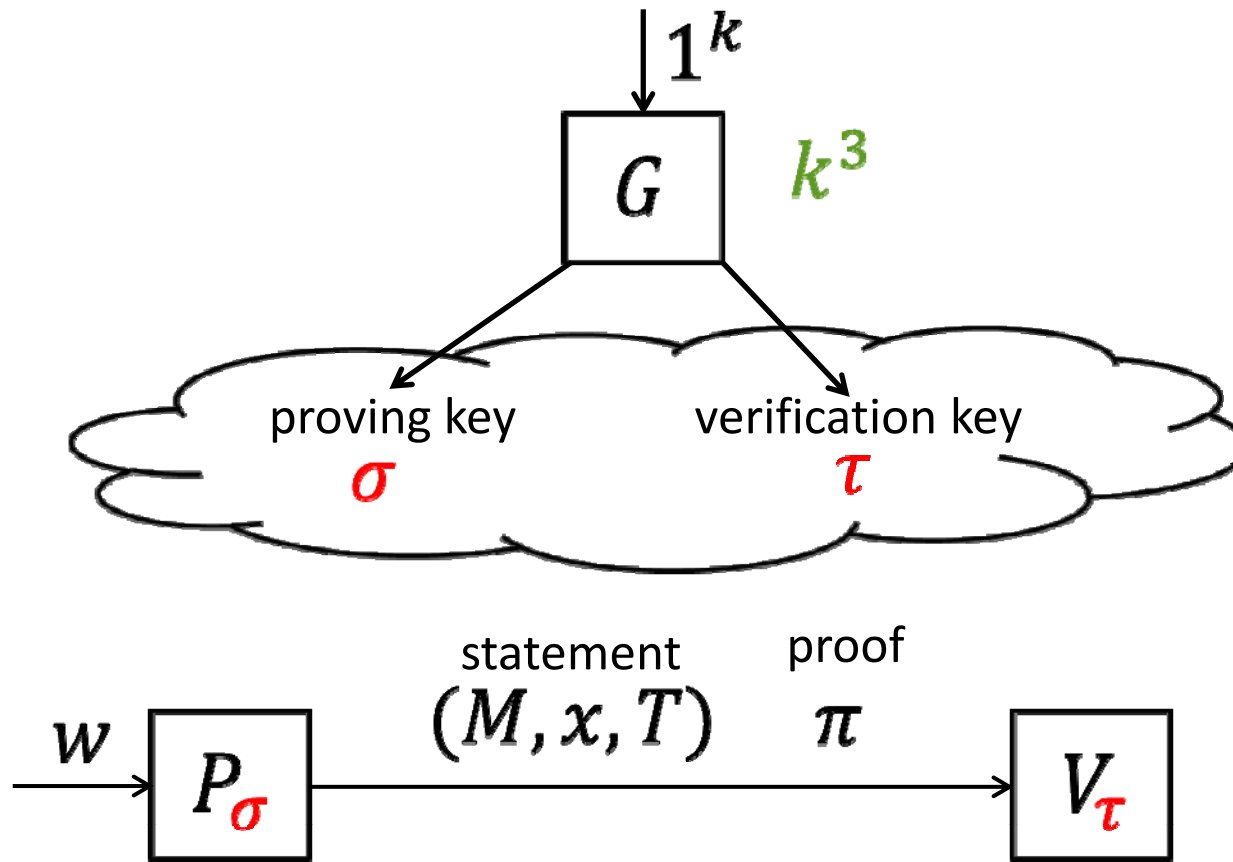 1^k
G k^3
proving key verification key
σ τ
statement proof
w (M, x, T) π
P_σ V_τ